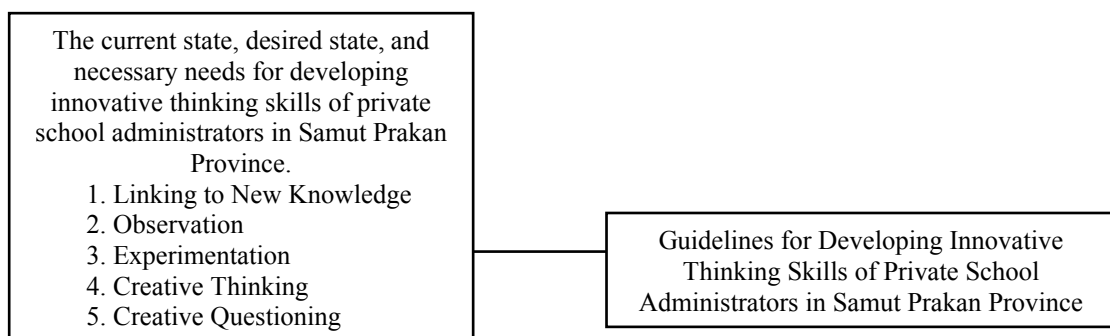 The current state, desired state, and
necessary needs for developing
innovative thinking skills of private
school administrators in Samut Prakan
Province.
1. Linking to New Knowledge
2. Observation
3. Experimentation
4. Creative Thinking
5. Creative Questioning
Guidelines for Developing Innovative
Thinking Skills of Private School
Administrators in Samut Prakan Province